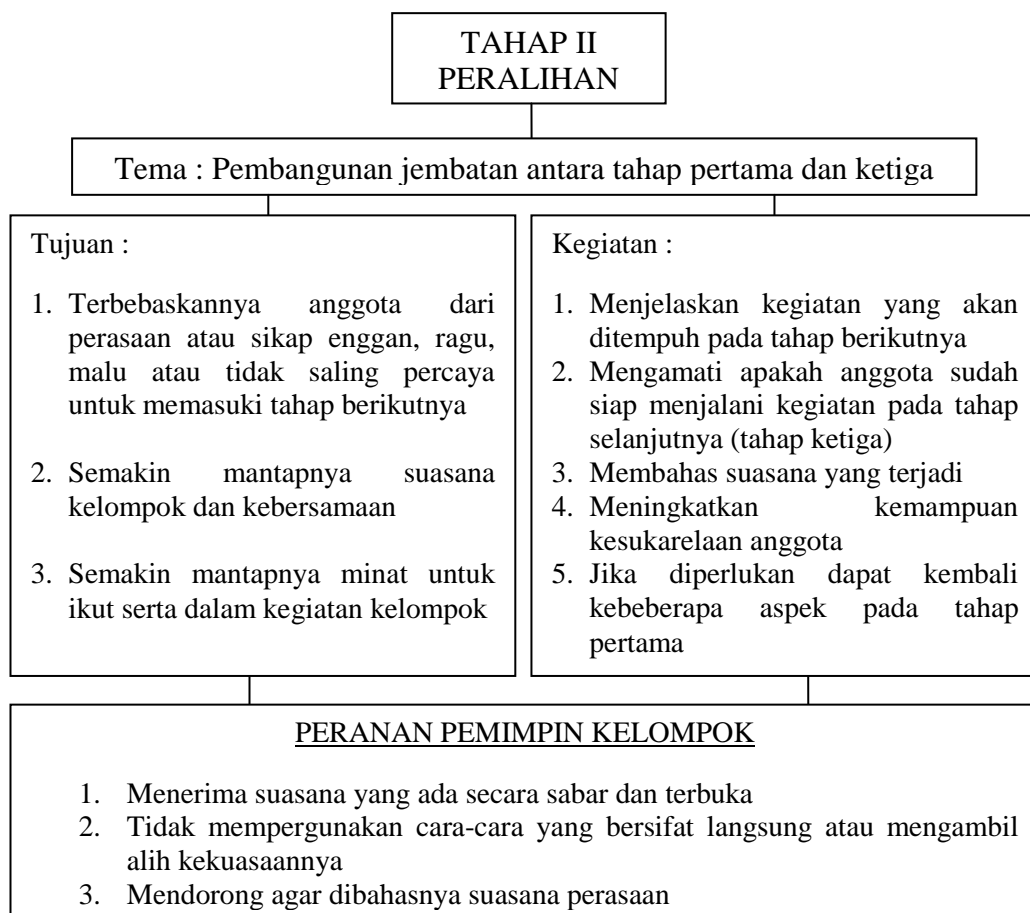 TAHAP II
PERALIHAN
Tema : Pembangunan jembatan antara tahap pertama dan ketiga
Tujuan :
1. Terbebaskannya anggota dari
perasaan atau sikap enggan, ragu,
malu atau tidak saling percaya
untuk memasuki tahap berikutnya
2. Semakin mantapnya suasana
kelompok dan kebersamaan
3. Semakin mantapnya minat untuk
ikut serta dalam kegiatan kelompok
Kegiatan :
1. Menjelaskan kegiatan yang akan
ditempuh pada tahap berikutnya
2. Mengamati apakah anggota sudah
siap menjalani kegiatan pada tahap
selanjutnya (tahap ketiga)
3. Membahas suasana yang terjadi
4. Meningkatkan kemampuan
kesukarelaan anggota
5. Jika diperlukan dapat kembali
kebeberapa aspek pada tahap
pertama
PERANAN PEMIMPIN KELOMPOK
1. Menerima suasana yang ada secara sabar dan terbuka
2. Tidak mempergunakan cara-cara yang bersifat langsung atau mengambil
alih kekuasaannya
3. Mendorong agar dibahasnya suasana perasaan